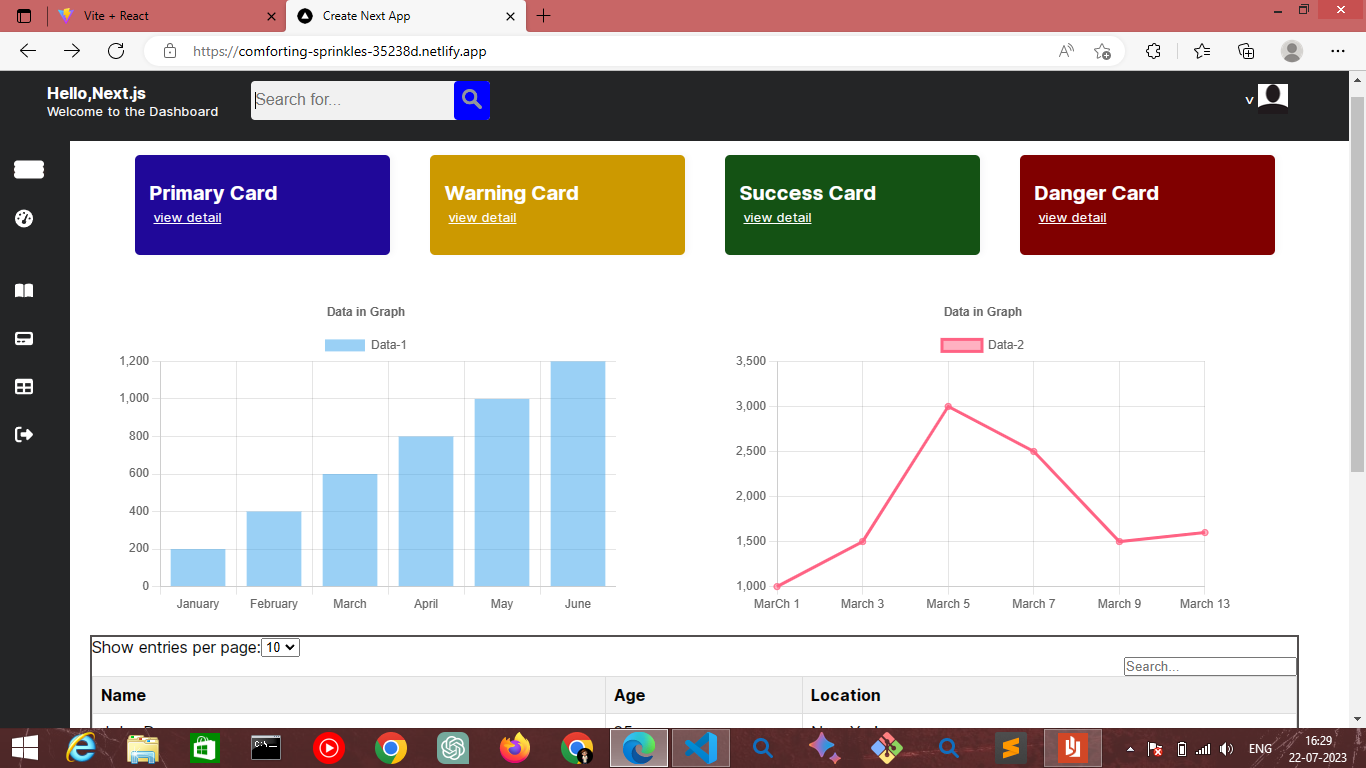 Vite + React
Create Next App
https://comforting-sprinkles-35238d.netlify.app
Hello,Next.js
Welcome to the Dashboard
Search for...
v
Primary Card
view detail
Warning Card
view detail
Success Card
view detail
Danger Card
view detail
Data in Graph
Data-1
1,200
1,000
800
600
400
200
0
January February March April May June
Data in Graph
Data-2
3,500
3,000
2,500
2,000
1,500
1,000
MarCh 1 March 3 March 5 March 7 March 9 March 13
Show entries per page: 10
Search...
Name Age Location
ENG
16:29
22-07-2023